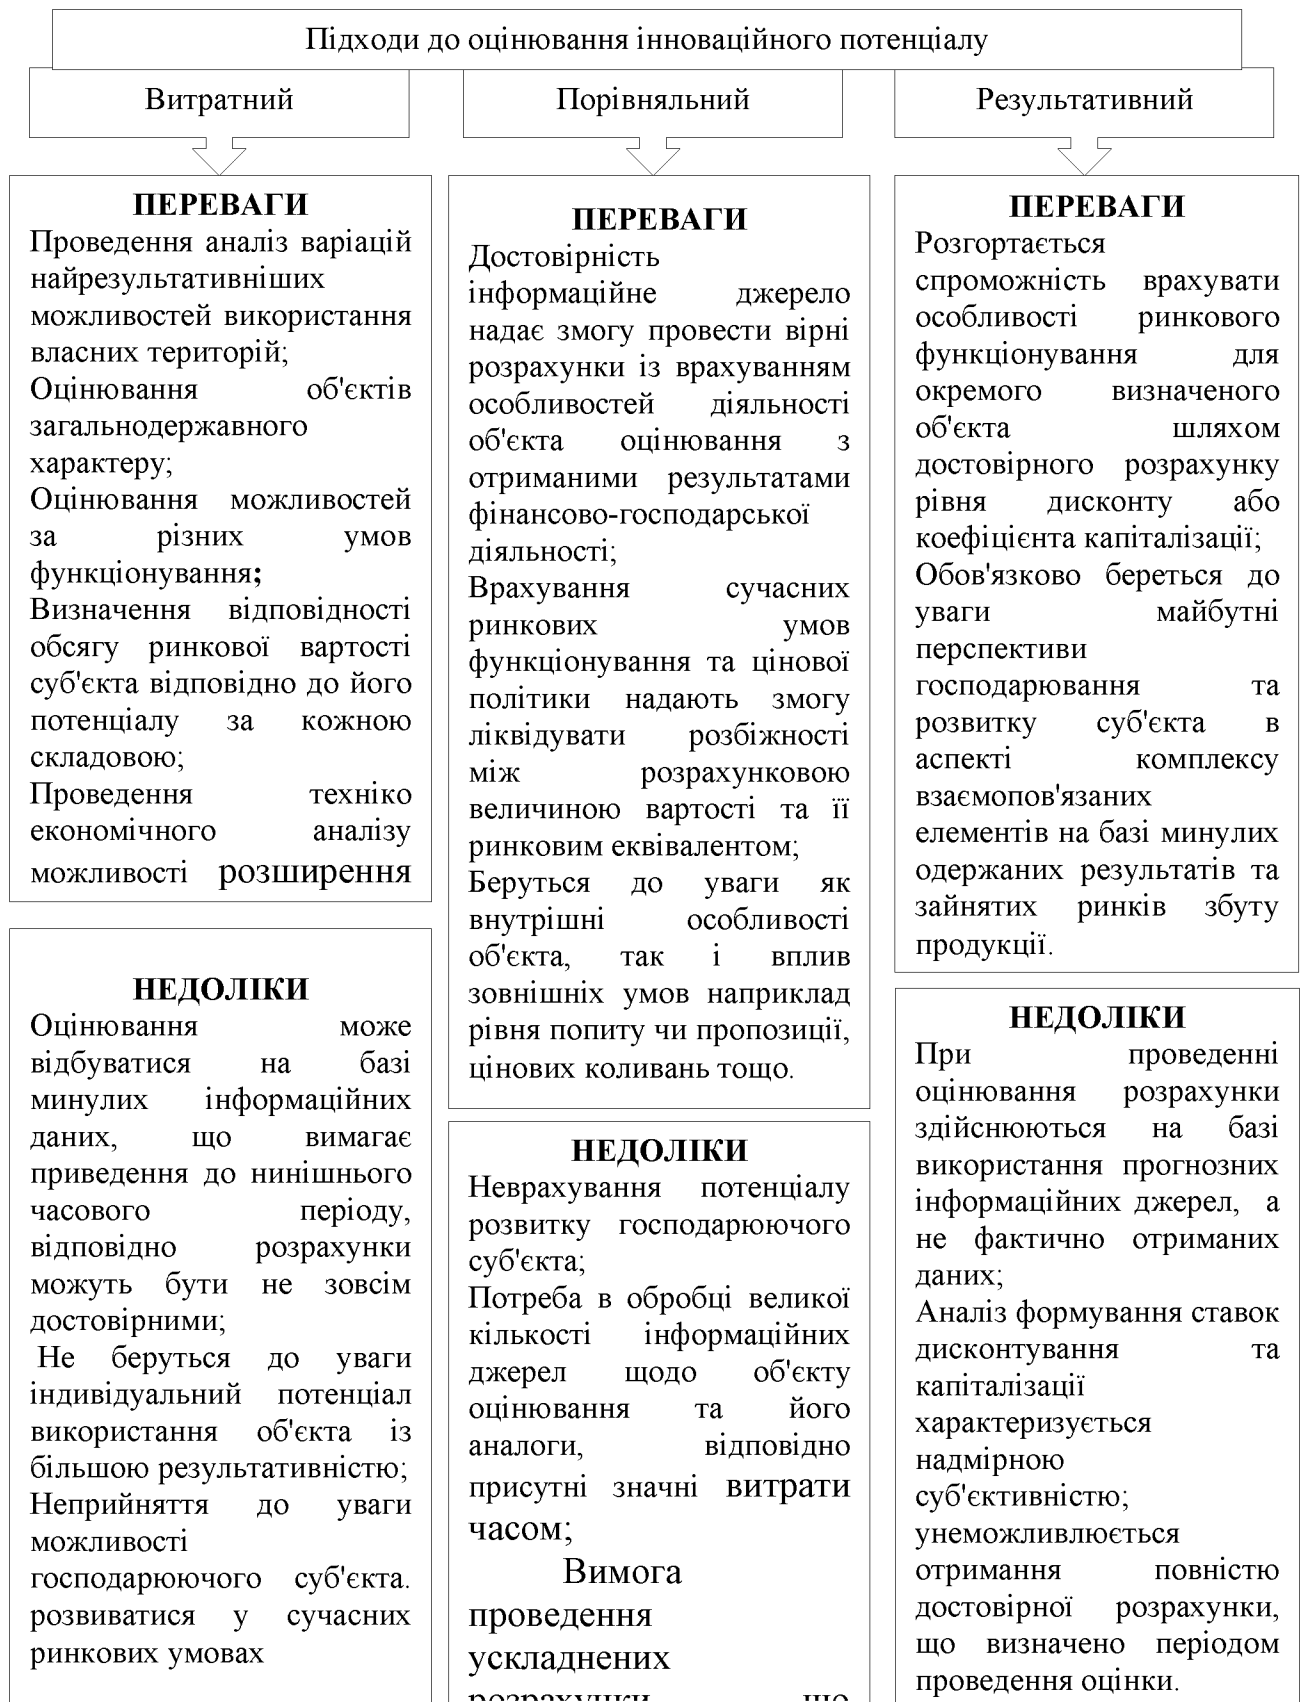 Підходи до оцінювання інноваційного потенціалу
Витратний
Порівняльний
Результативний
ПЕРЕВАГИ
Проведення аналіз варіацій
найрезультативніших
можливостей використання
власних територій;
Оцінювання об'єктів
загальнодержавного
характеру;
Оцінювання можливостей
за різних умов
функціонування;
Визначення відповідності
обсягу ринкової вартості
суб'єкта відповідно до його
потенціалу за кожною
складовою;
Проведення техніко
економічного аналізу
можливості розширення
НЕДОЛІКИ
Оцінювання може
відбуватися на базі
минулих інформаційних
даних, що вимагає
приведення до нинішнього
часового періоду,
відповідно розрахунки
можуть бути не зовсім
достовірними;
Не беруться до уваги
індивідуальний потенціал
використання об'єкта із
більшою результативністю;
Неприйняття до уваги
можливості
господарюючого суб'єкта.
розвиватися у сучасних
ринкових умовах
ПЕРЕВАГИ
Достовірність
інформаційне джерело
надає змогу провести вірні
розрахунки із врахуванням
особливостей діяльності
об'єкта оцінювання з
отриманими результатами
фінансово-господарської
діяльності;
Врахування сучасних
ринкових умов
функціонування та цінової
політики надають змогу
ліквідувати розбіжності
між розрахунковою
величиною вартості та її
ринковим еквівалентом;
Беруться до уваги як
внутрішні особливості
об'єкта, так і вплив
зовнішніх умов наприклад
рівня попиту чи пропозиції,
цінових коливань тощо.
НЕДОЛІКИ
Неврахування потенціалу
розвитку господарюючого
суб'єкта;
Потреба в обробці великої
кількості інформаційних
джерел щодо об'єкту
оцінювання та його
аналоги, відповідно
присутні значні витрати
часом;
Вимога
проведення
ускладнених
розрахунки, що
ПЕРЕВАГИ
Розгортається
спроможність врахувати
особливості ринкового
функціонування для
окремого визначеного
об'єкта шляхом
достовірного розрахунку
рівня дисконту або
коефіцієнта капіталізації;
Обов'язково береться до
уваги майбутні
перспективи
господарювання та
розвитку суб'єкта в
аспекті комплексу
взаємопов'язаних
елементів на базі минулих
одержаних результатів та
зайнятих ринків збуту
продукції.
НЕДОЛІКИ
При проведенні
оцінювання розрахунки
здійснюються на базі
використання прогнозних
інформаційних джерел, а
не фактично отриманих
даних;
Аналіз формування ставок
дисконтування та
капіталізації
характеризується
надмірною
суб'єктивністю;
унеможливлюється
отримання повністю
достовірної розрахунки,
що визначено періодом
проведення оцінки.